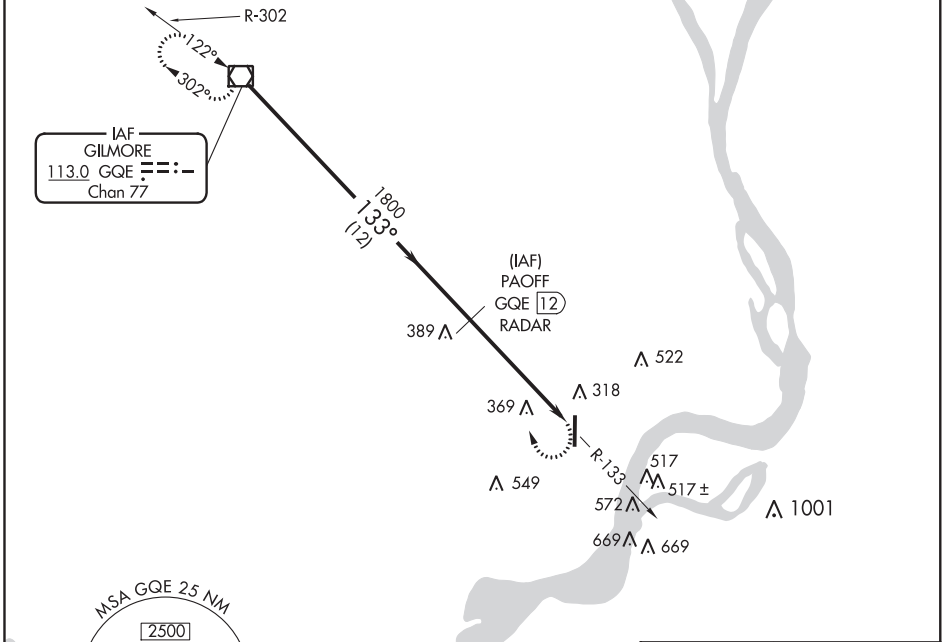 R-302
122°
302°
IAF
GILMORE
113.0 GQE
Chan 77
1800
133°
(12)
(IAF)
PAOFF
GQE 12
RADAR
389
522
318
369
R-133
517
549
517 ±
572
1001
669
669
MSA GQE 25 NM
2500